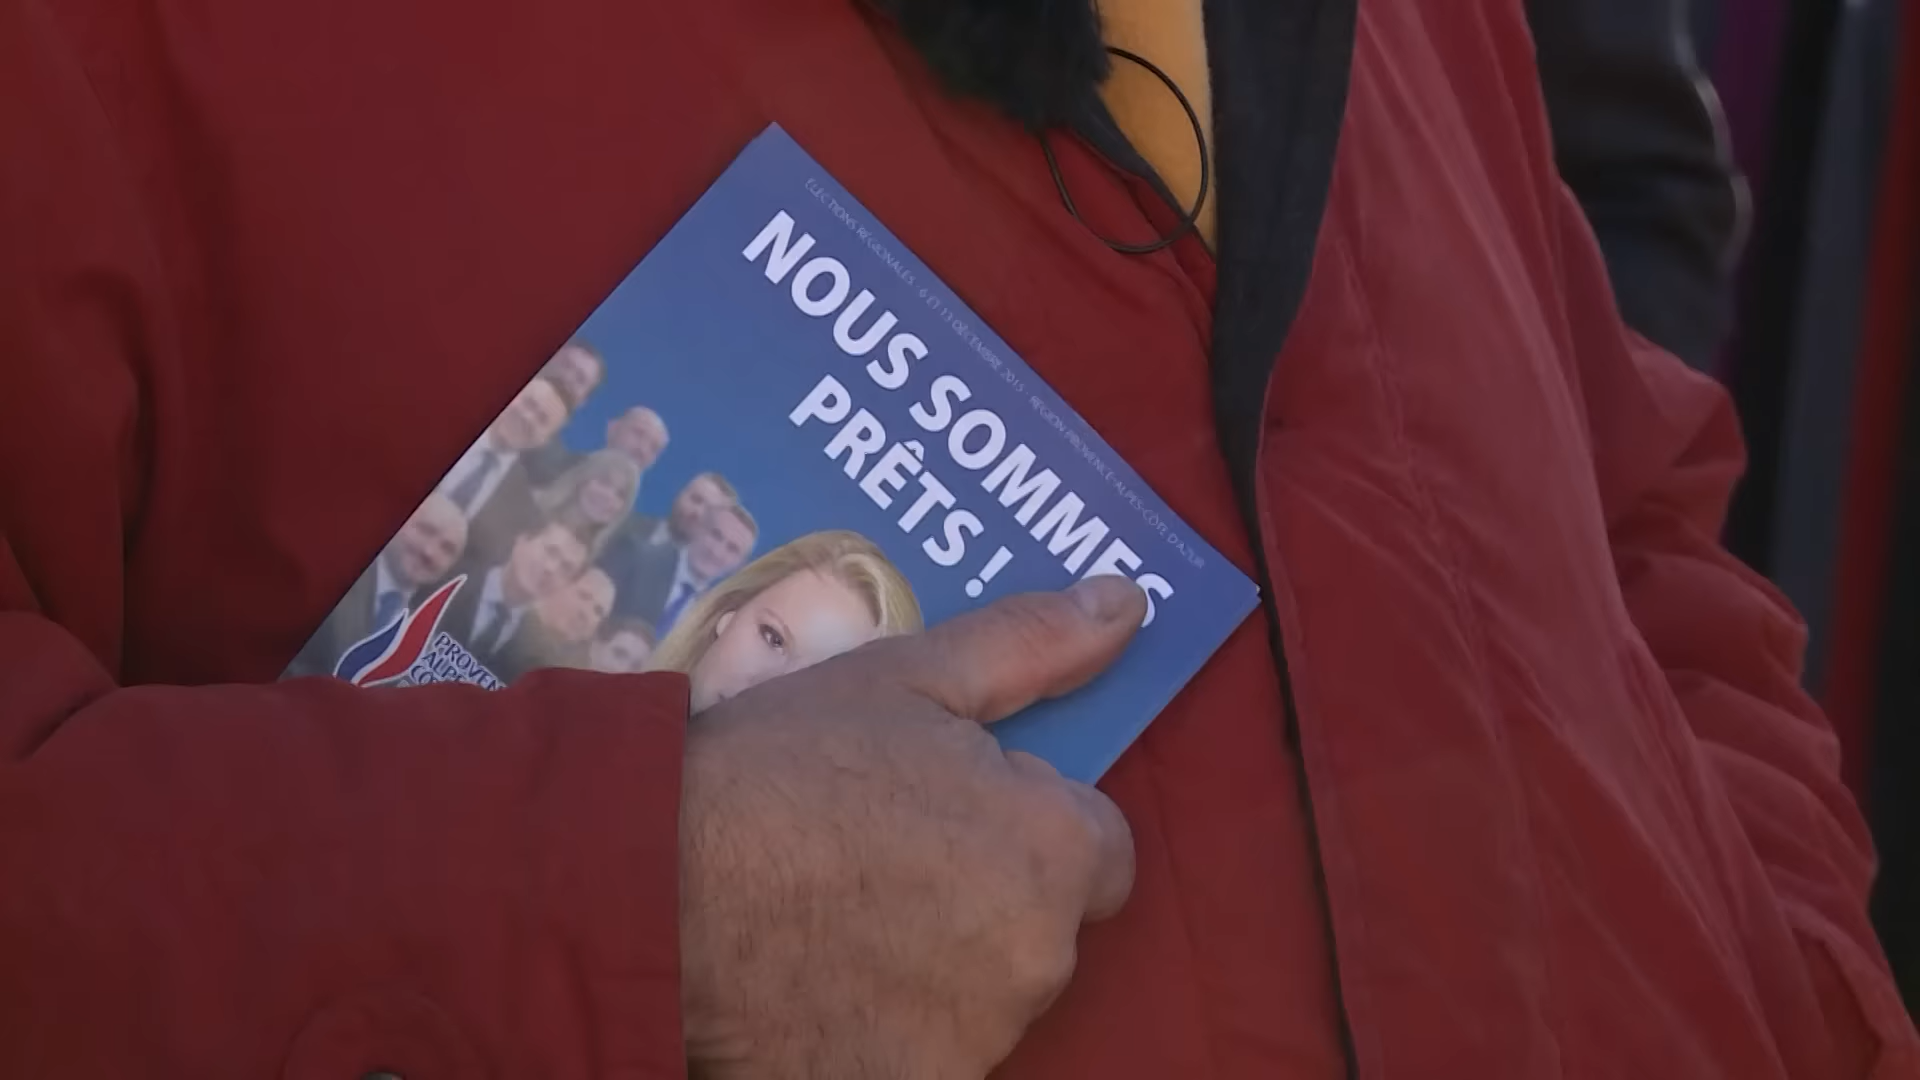 ÉLECTIONS RÉGIONALES - 6 ET 13 DÉCEMBRE 2015 - RÉGION PROVENCE-ALPES-CÔTE D'AZUR
NOUS SOMMES
PRÊTS !